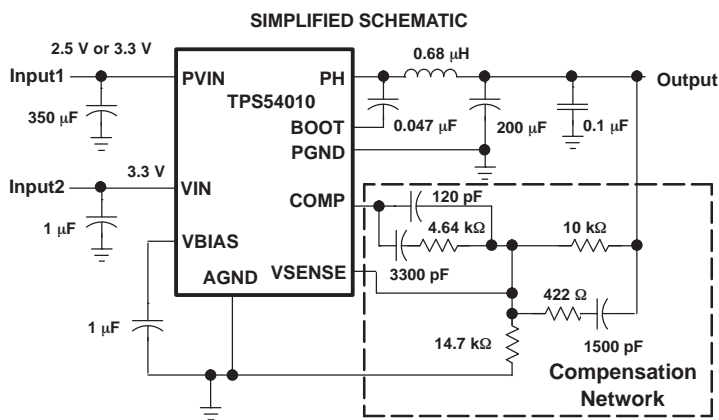 SIMPLIFIED SCHEMATIC
2.5 V or 3.3 V
Input1
350 μF
PVIN
TPS54010
PH
0.68 μH
Output
BOOT
0.047 μF
200 μF
0.1 μF
PGND
3.3 V
Input2
VIN
1 μF
COMP
120 pF
4.64 kΩ
10 kΩ
VBIAS
3300 pF
AGND
VSENSE
422 Ω
1 μF
14.7 kΩ
1500 pF
Compensation
Network